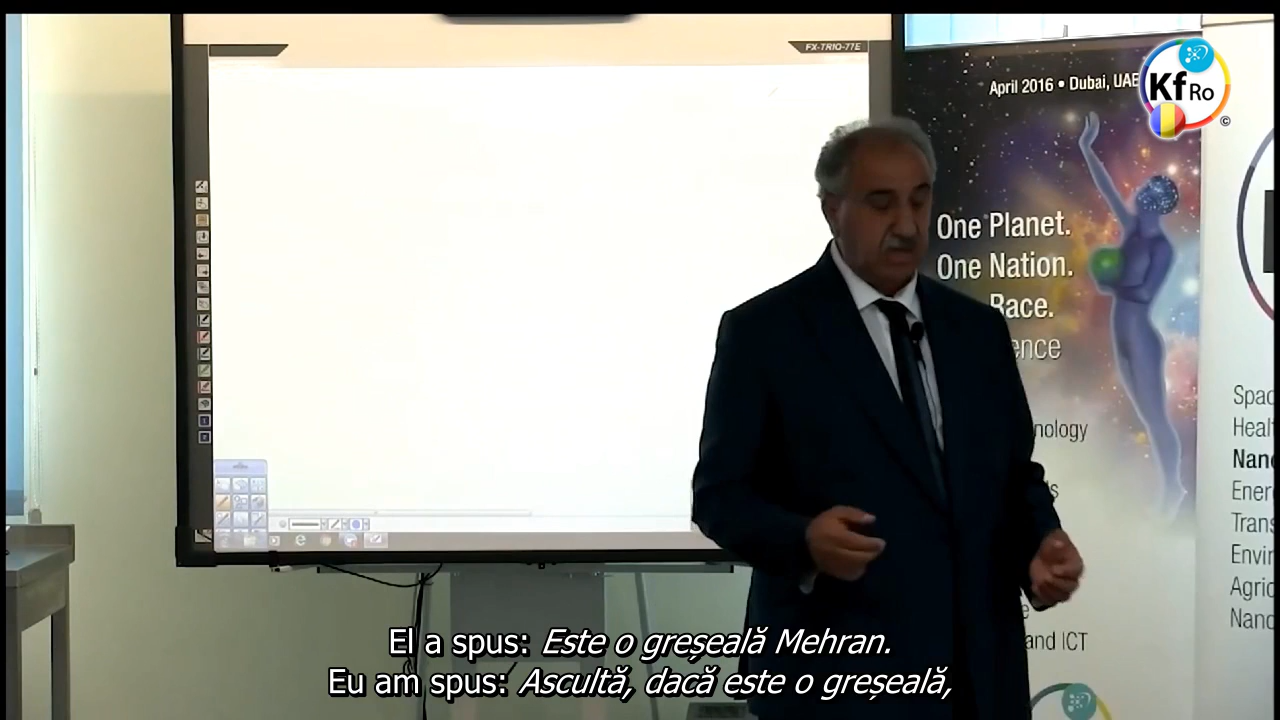 FX-TRIO-77E
April 2016 • Dubai, UAE
Kf Ro
©
One Planet.
One Nation.
Race.
ence
nology
s
e
and ICT
Spac
Healt
Nano
Energ
Trans
Envir
Agric
Nano
El a spus: Este o greșeală Mehran.
Eu am spus: Ascultă, dacă este o greșeală,